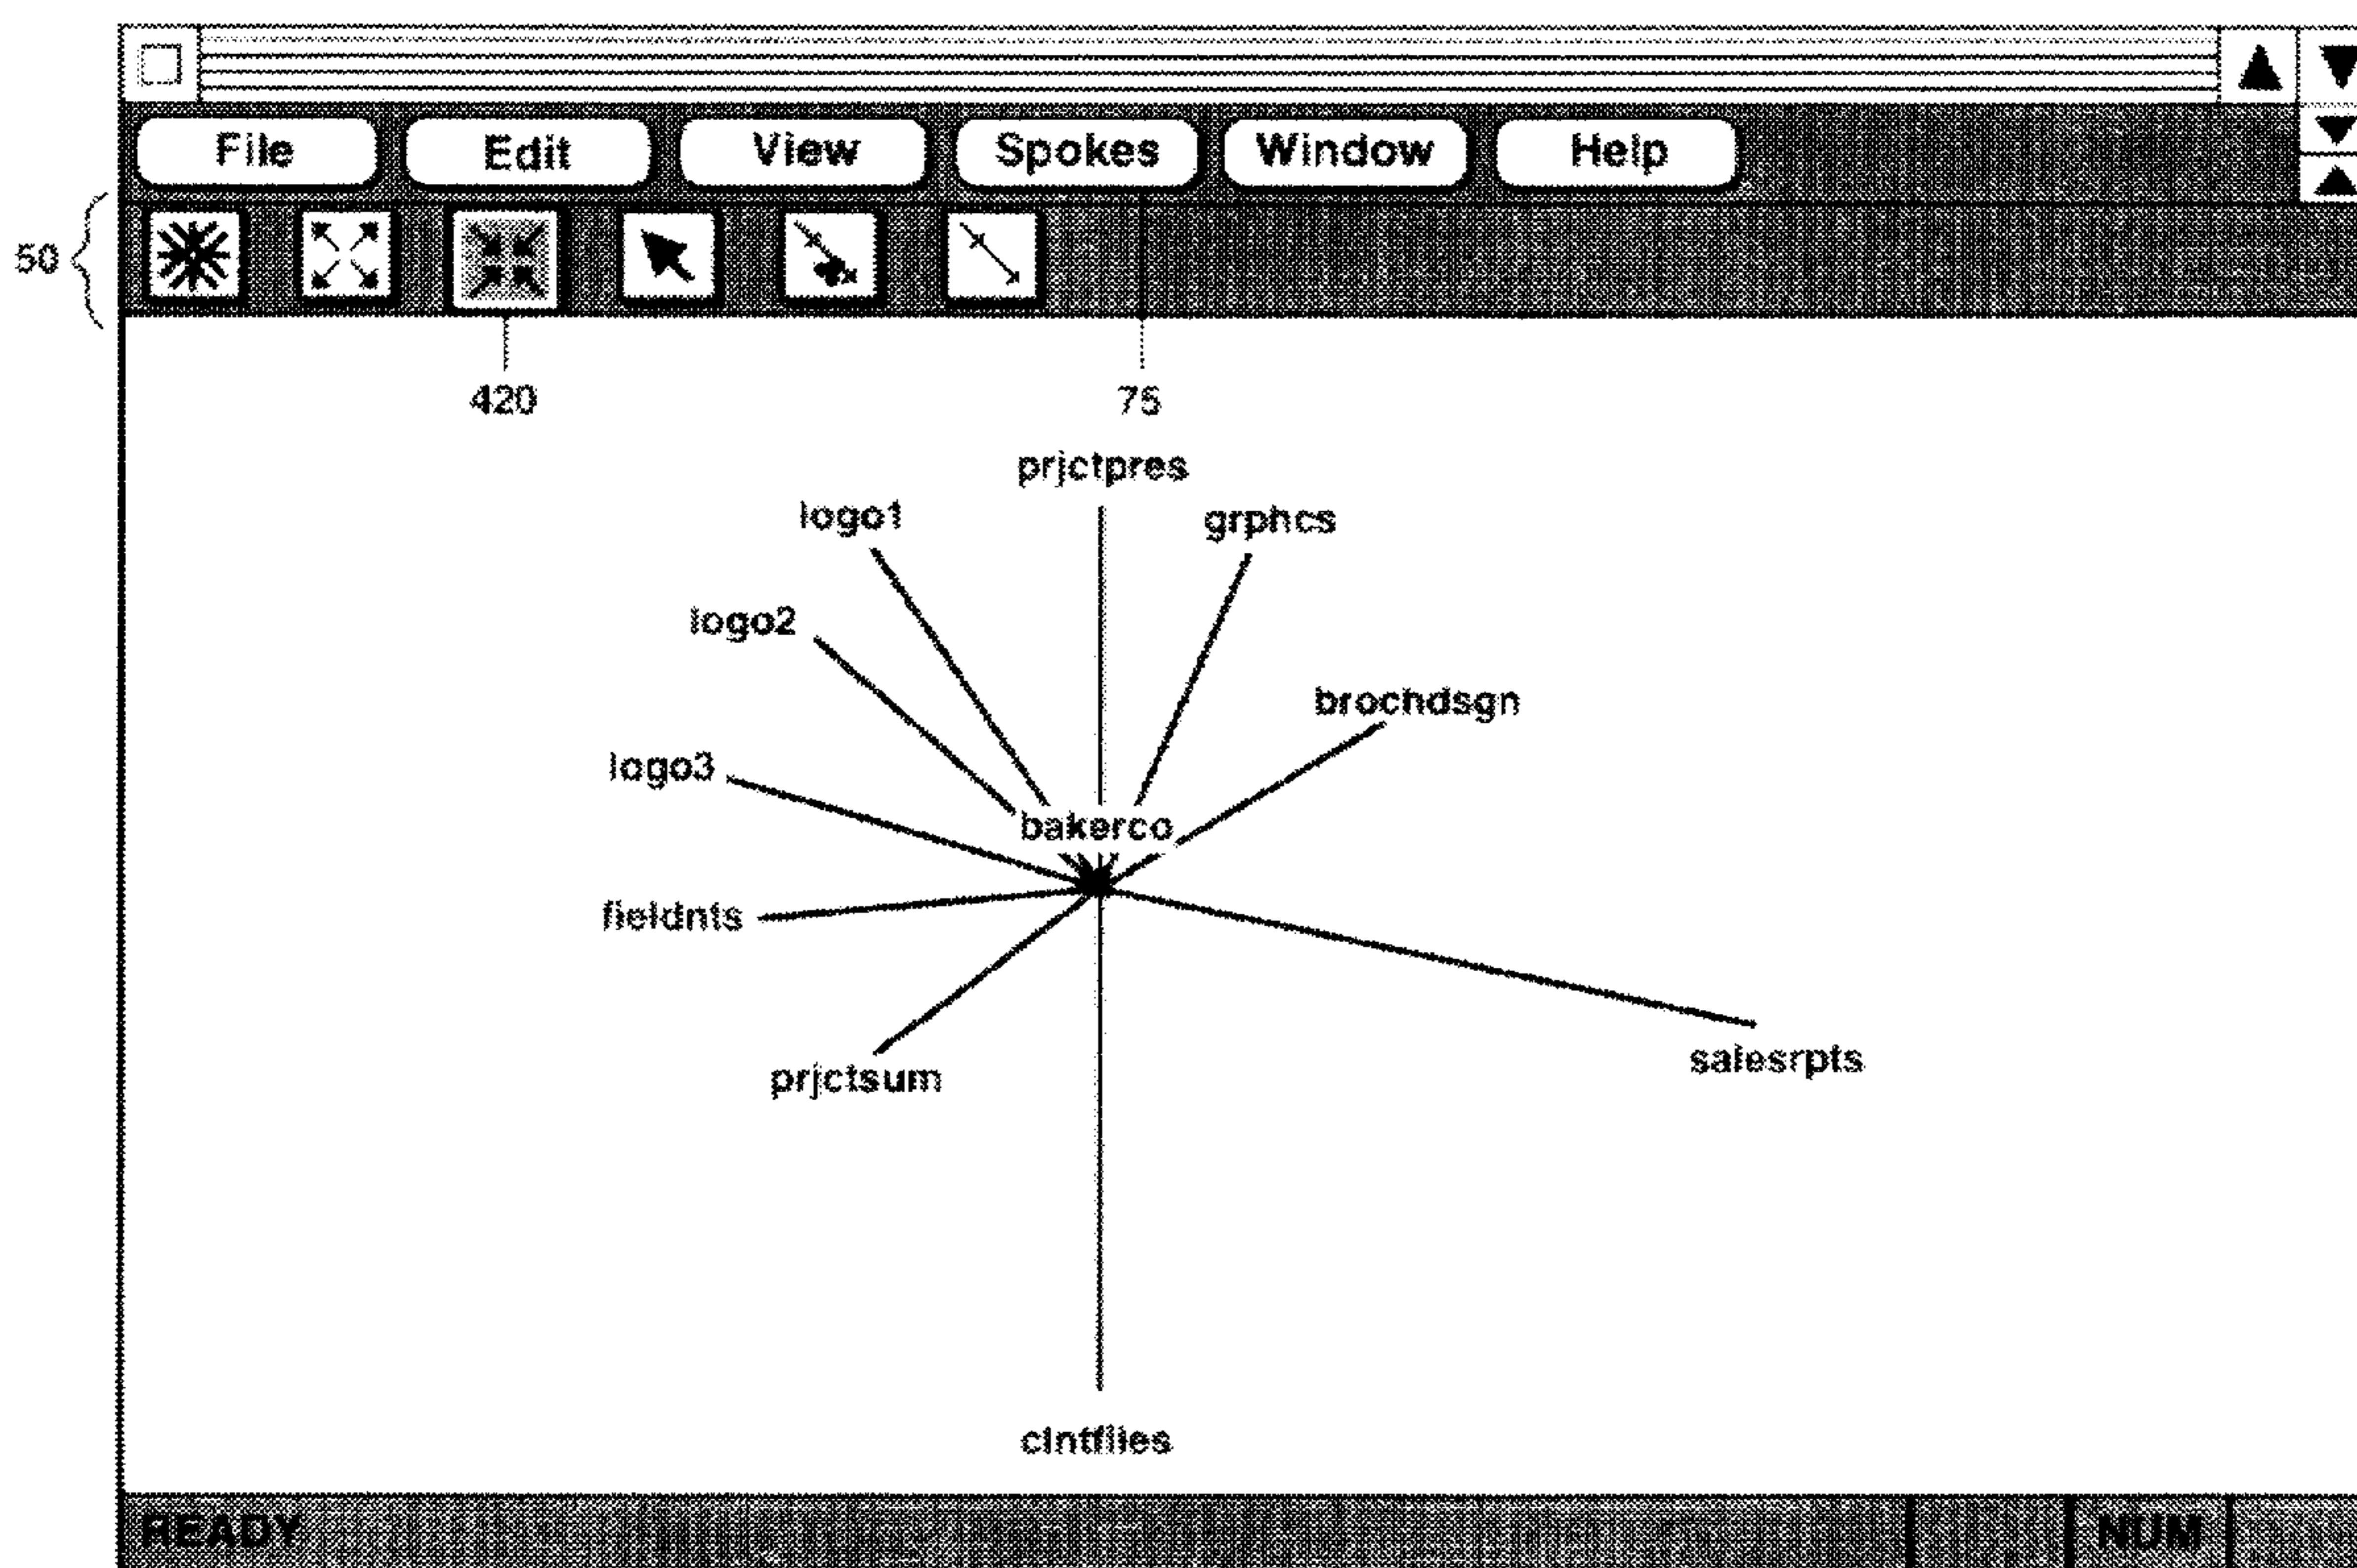 File Edit View Spokes Window Help
50
420 75
prjctpres
logo1 grphcs
logo2
brochdsgn
logo3
bakerco
fieldnts
salesrpts
prjctsum
clntfiles
READY NUM